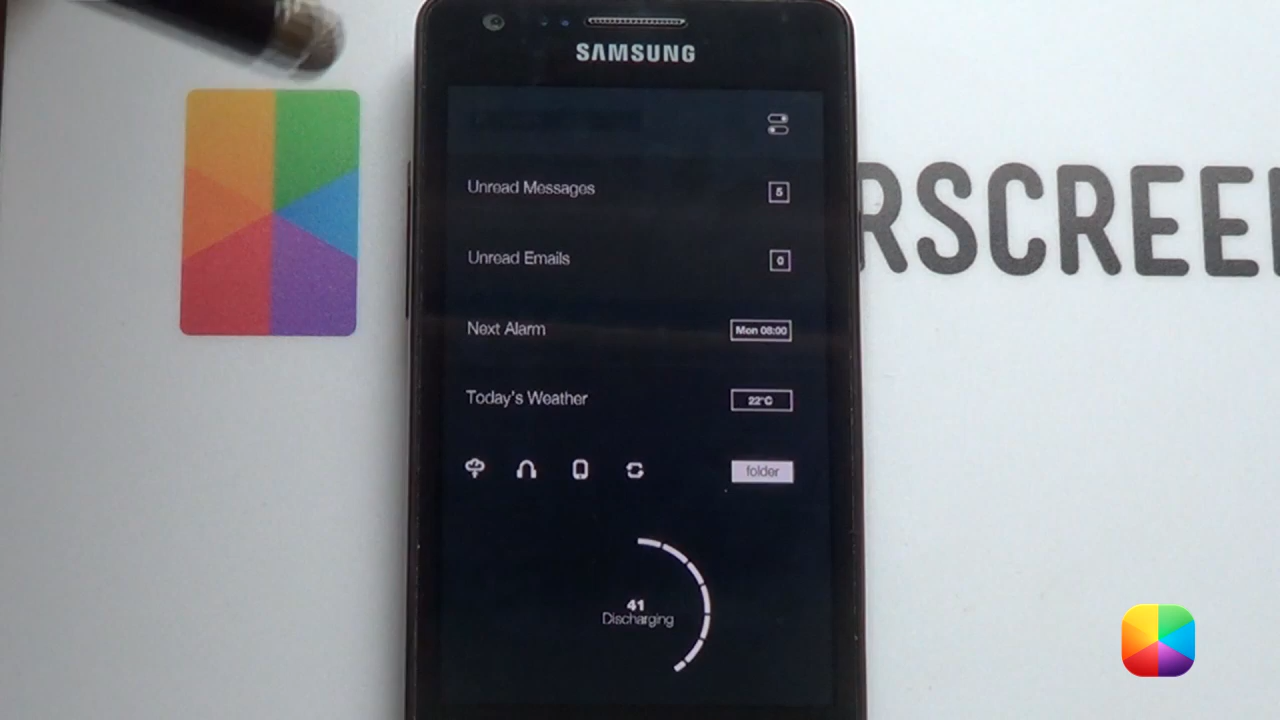 SAMSUNG
Unread Messages
5
RSCREE
Unread Emails
0
Next Alarm
Mon 08:00
Today's Weather
22°C
folder
41
Discharging